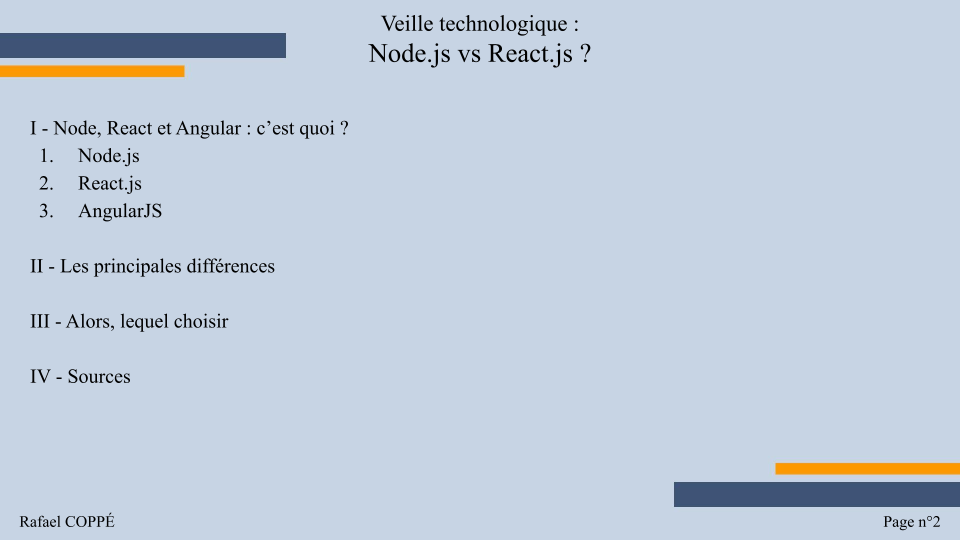 Veille technologique :
Node.js vs React.js ?
I - Node, React et Angular : c’est quoi ?
1. Node.js
2. React.js
3. AngularJS
II - Les principales différences
III - Alors, lequel choisir
IV - Sources
Rafael COPPÉ
Page n°2